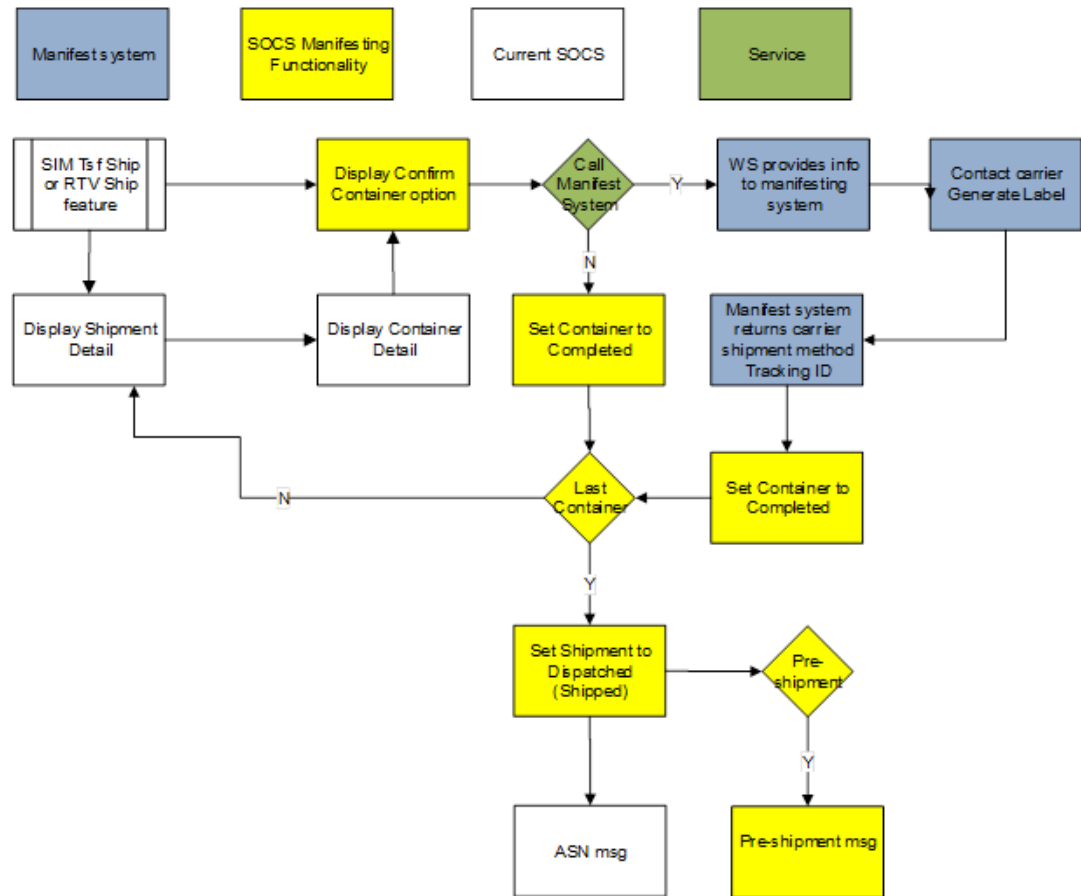 Manifest system
SOCS Manifesting
Functionality
Current SOCS
Service
SIM Tsf Ship
or RTV Ship
feature
Display Confirm
Container option
Call
Manifest
System
Y
WS provides info
to manifesting
system
Contact carrier
Generate Label
N
Display Shipment
Detail
Display Container
Detail
Set Container to
Completed
Manifest system
returns carrier
shipment method
Tracking ID
Last
Container
Set Container to
Completed
N
Y
Set Shipment to
Dispatched
(Shipped)
Pre-
shipment
Y
ASN msg
Pre-shipment msg